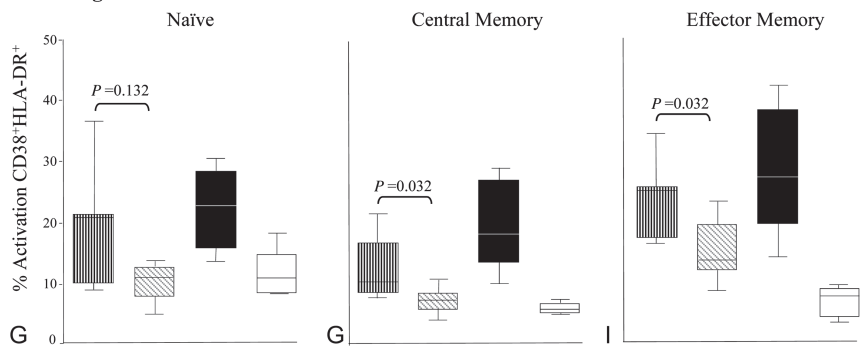 Naïve
Central Memory
Effector Memory
% Activation CD38⁺HLA-DR⁺
50
40
30
20
10
0
P =0.132
P =0.032
P =0.032
G
G
I